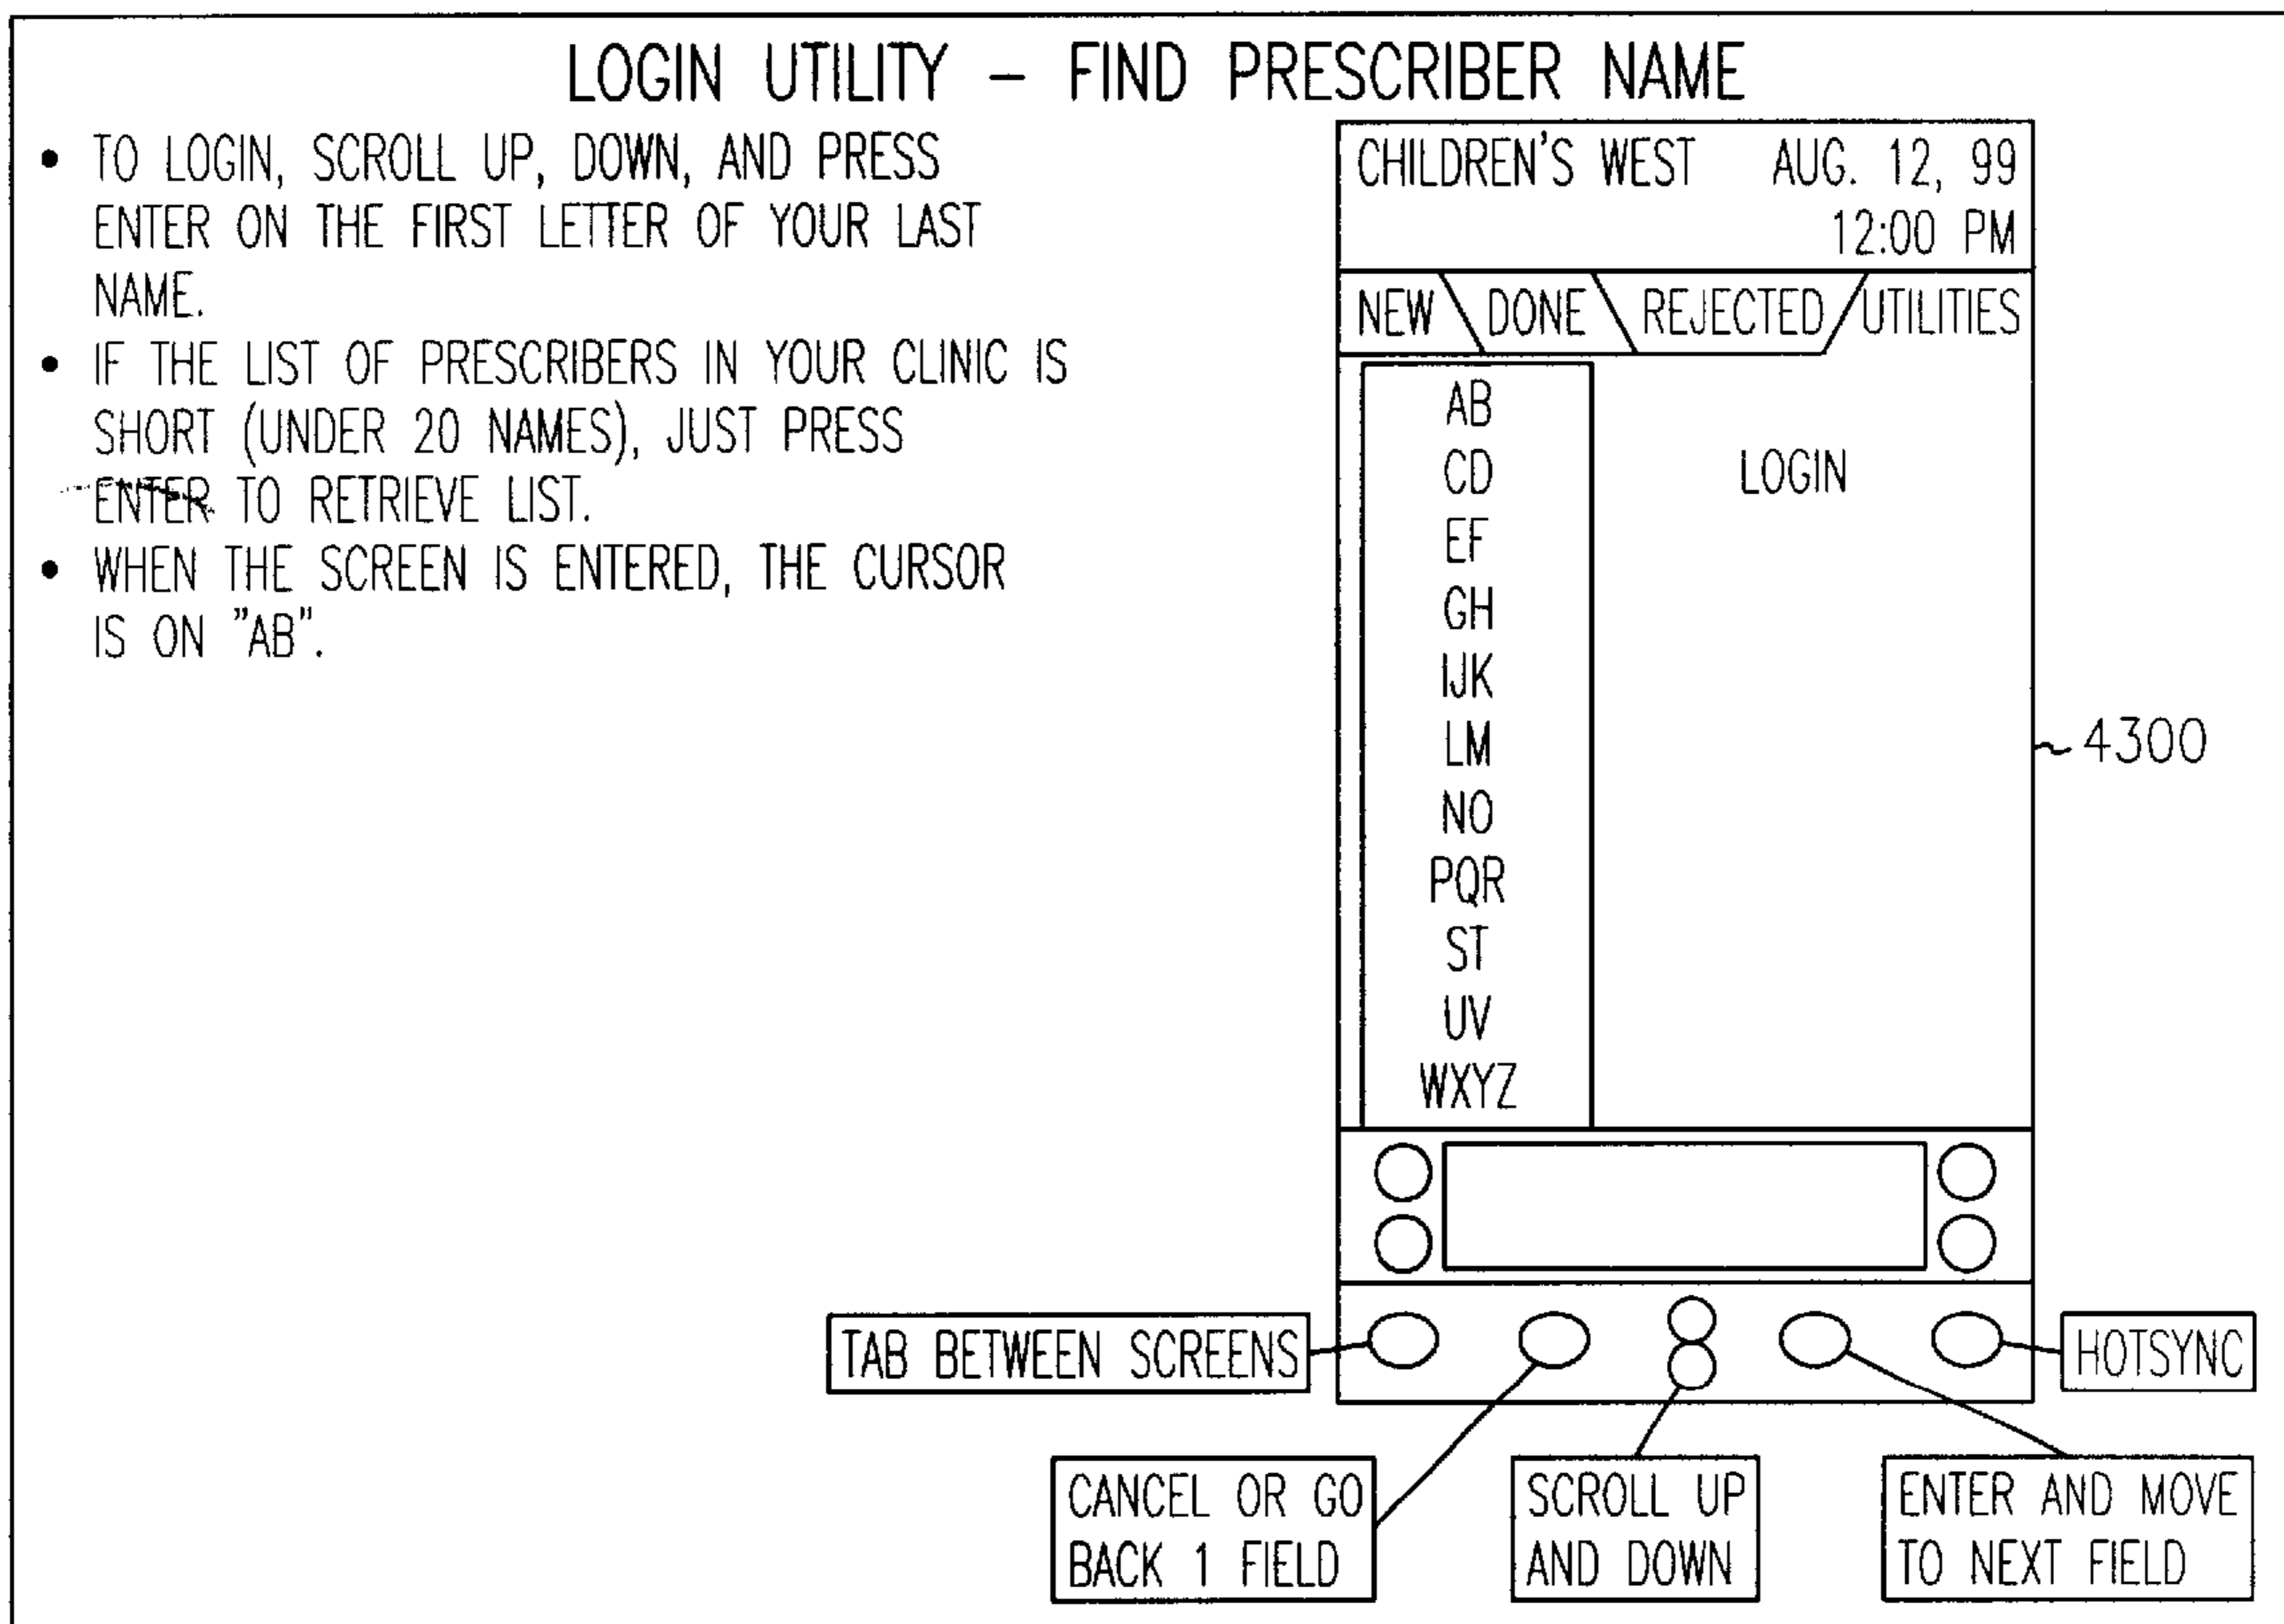 LOGIN UTILITY – FIND PRESCRIBER NAME
• TO LOGIN, SCROLL UP, DOWN, AND PRESS
ENTER ON THE FIRST LETTER OF YOUR LAST
NAME.
• IF THE LIST OF PRESCRIBERS IN YOUR CLINIC IS
SHORT (UNDER 20 NAMES), JUST PRESS
ENTER TO RETRIEVE LIST.
• WHEN THE SCREEN IS ENTERED, THE CURSOR
IS ON "AB".
CHILDREN'S WEST AUG. 12, 99
12:00 PM
NEW DONE REJECTED UTILITIES
AB
CD
EF
GH
IJK
LM
NO
PQR
ST
UV
WXYZ
LOGIN
4300
TAB BETWEEN SCREENS
HOTSYNC
CANCEL OR GO
BACK 1 FIELD
SCROLL UP
AND DOWN
ENTER AND MOVE
TO NEXT FIELD